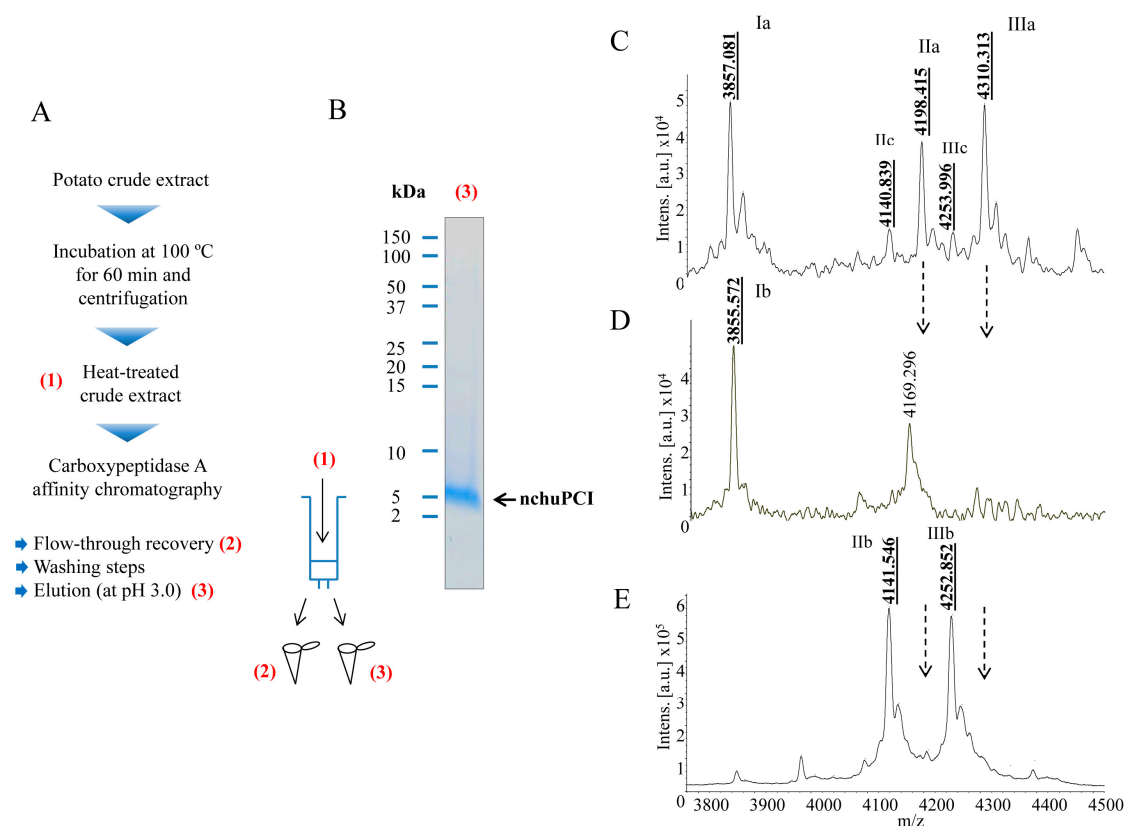 A
Potato crude extract
Incubation at 100 ºC
for 60 min and
centrifugation
(1)
Heat-treated
crude extract
Carboxypeptidase A
affinity chromatography
Flow-through recovery (2)
Washing steps
Elution (at pH 3.0) (3)
(1)
(2)
(3)
B
kDa
(3)
150
100
50
37
25
20
15
10
5
2
nchuPCI
C
Intens. [a.u.] x10⁴
5
4
3
2
1
0
Ia
3857.081
IIc
4140.839
IIa
4198.415
IIIc
4253.996
IIIa
4310.313
D
Intens. [a.u.] x10⁴
4
3
2
1
0
Ib
3855.572
4169.296
E
Intens. [a.u.] x10⁵
6
5
4
3
2
1
0
IIb
4141.546
IIIb
4252.852
3800 3900 4000 4100 4200 4300 4400 4500
m/z